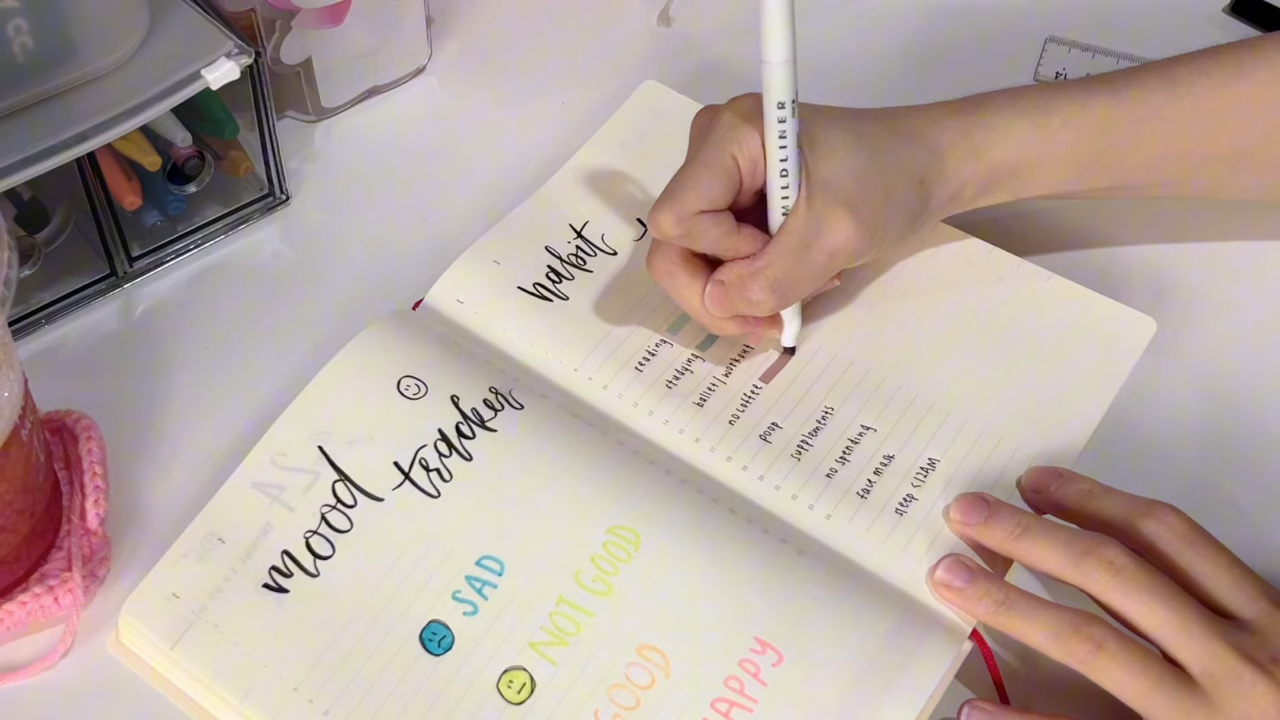 mood
tracker
SAD
NOT GOOD
GOOD
HAPPY
habit
reading
studying
ballet/workout
no coffee
poop
supplements
no spending
face mask
sleep <12AM
MILDLINER